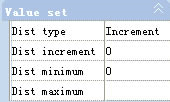 Value set
Dist type Increment
Dist increment 0
Dist minimum 0
Dist maximum